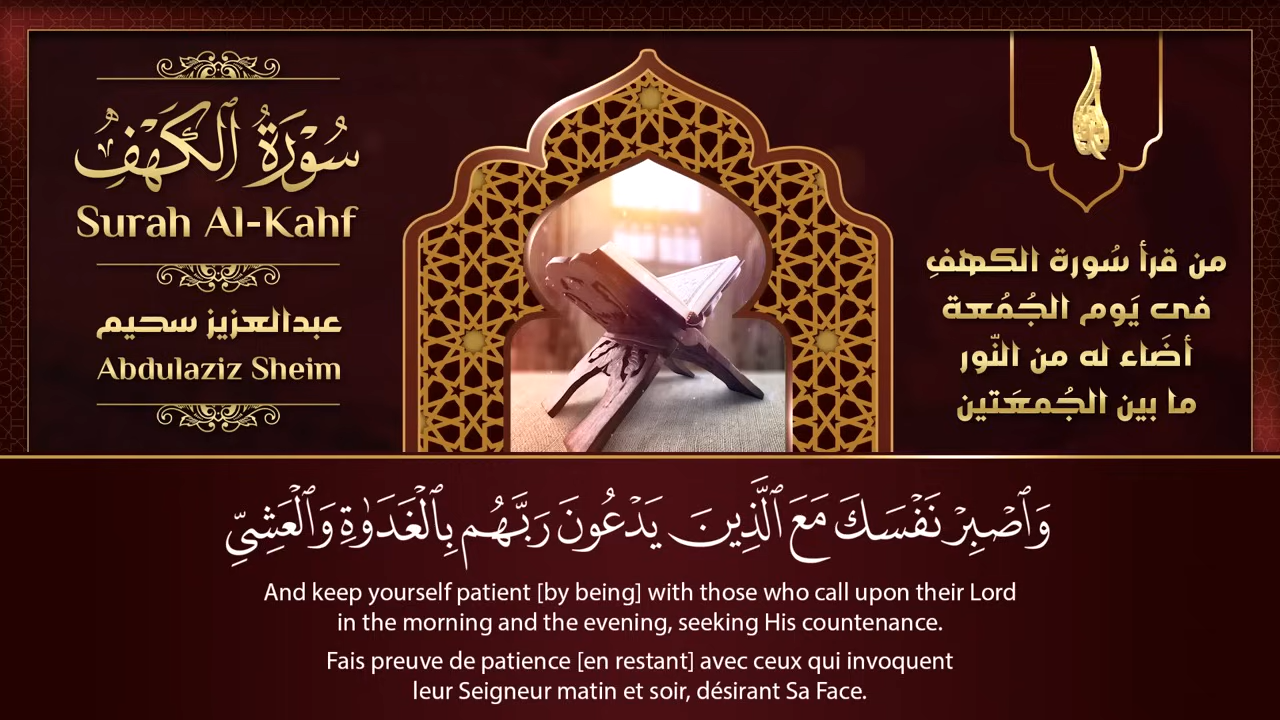 سُوْرَةُ ٱلْكَهْفُ
Surah Al-Kahf
عبدالعزيز سحيم
Abdulaziz Sheim
من قرأ سُورة الكهفِ
فى يَوم الجُمُعة
أضَاء له من النّور
ما بين الجُمعَتين
وَٱصْبِرْ نَفْسَكَ مَعَ ٱلَّذِينَ يَدْعُونَ رَبَّهُم بِٱلْغَدَوٰةِ وَٱلْعَشِىِّ
And keep yourself patient [by being] with those who call upon their Lord
in the morning and the evening, seeking His countenance.
Fais preuve de patience [en restant] avec ceux qui invoquent
leur Seigneur matin et soir, désirant Sa Face.